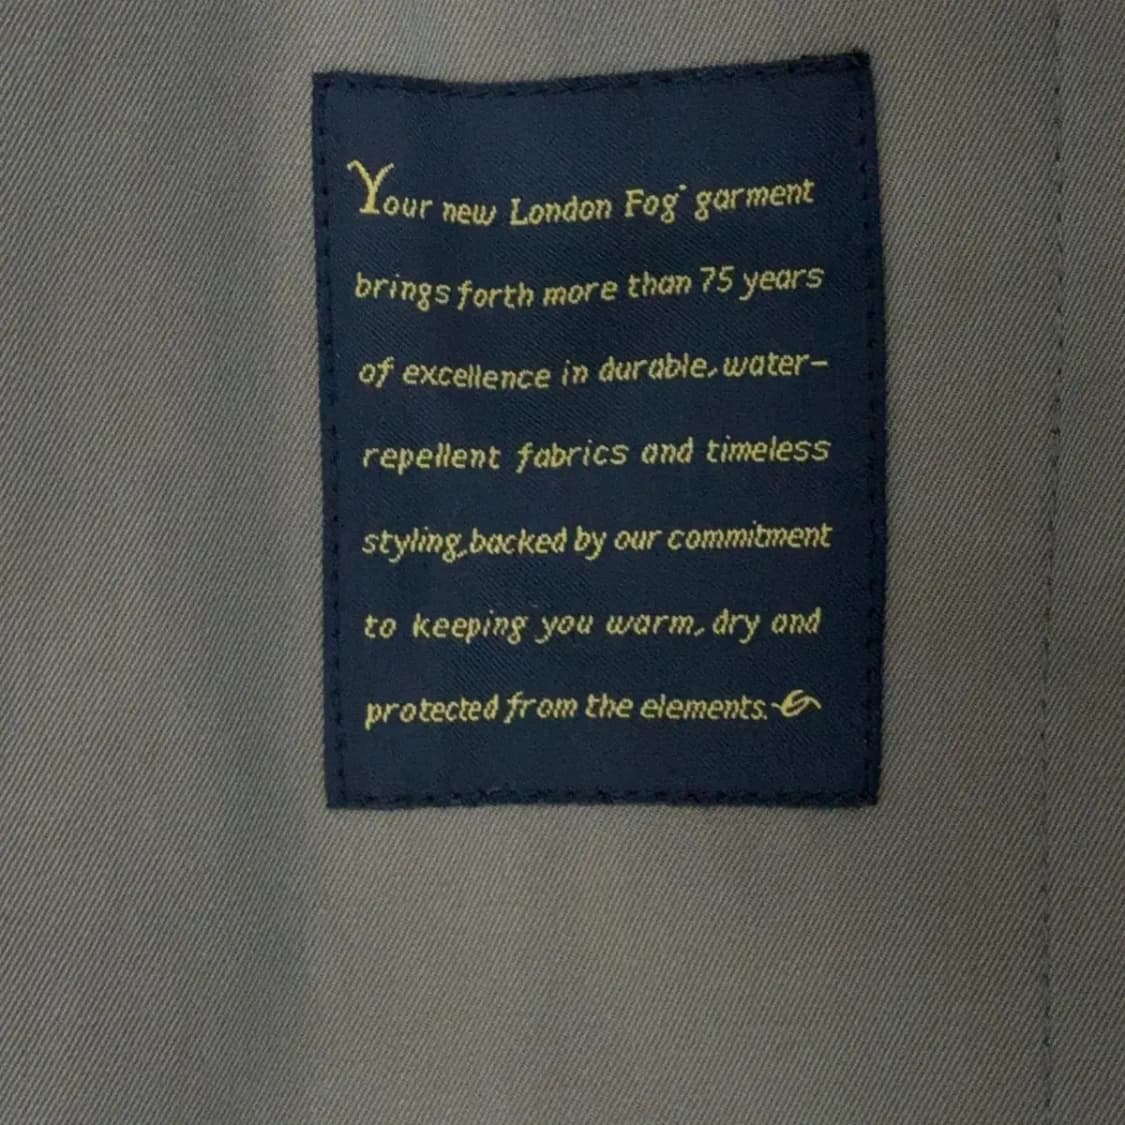 Your new London Fog® garment
brings forth more than 75 years
of excellence in durable, water-
repellent fabrics and timeless
styling, backed by our commitment
to keeping you warm, dry and
protected from the elements.